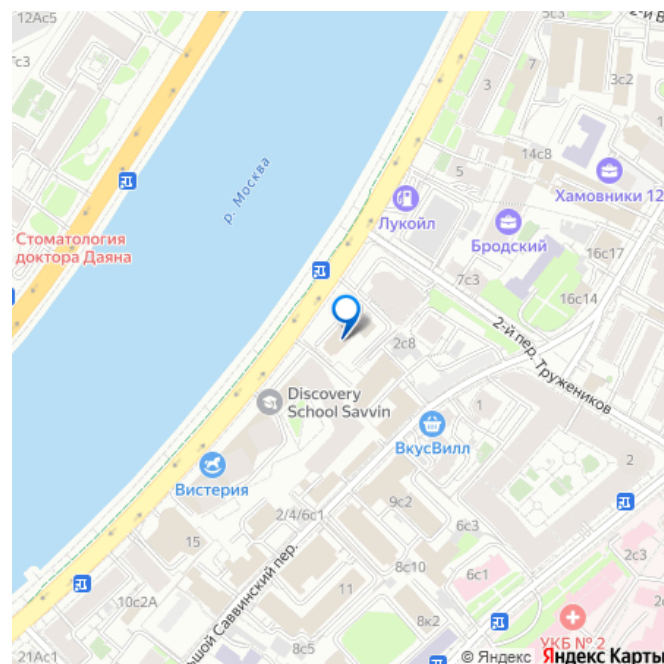 12Ас5
2-й В
7с3
3
3с2
14с8
5
Хамовники 12
Лукойл
Бродский
р. Москва
Стоматология
доктора Даяна
16с17
7с3
16с14
2с8
2-й пер. Тружеников
Discovery
School Savvin
1
ВкусВилл
Вистерия
2
9с2
2/4/6с1
6с3
15
2с3
8с10
6с1
11
10с2А
8к2
УКБ № 2
ьшой Саввинский пер.
8с5
21Ас1
© Яндекс Яндекс Карты